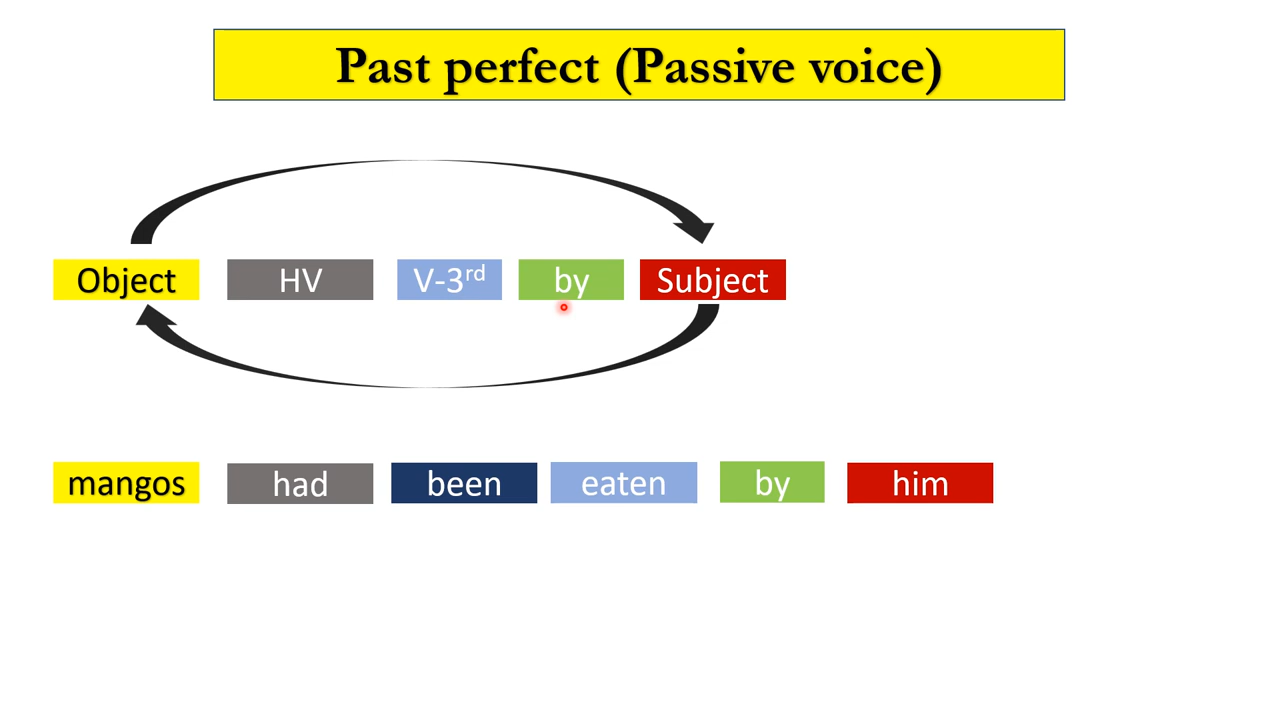 Past perfect (Passive voice)
Object HV V-3rd by Subject
mangos had been eaten by him